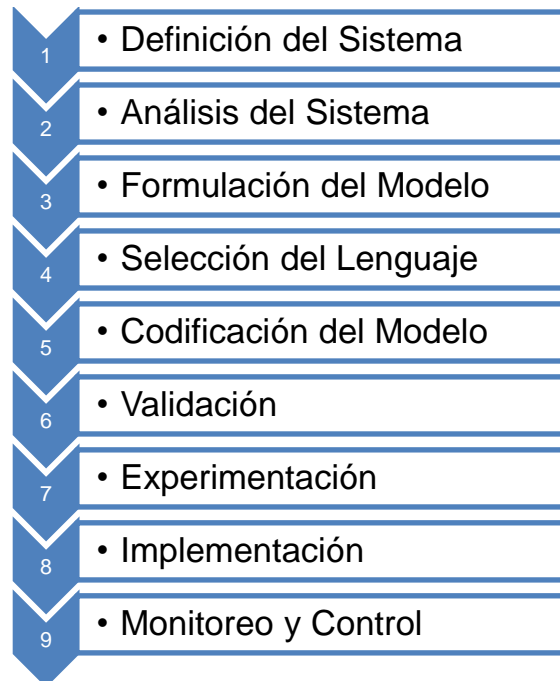 1 • Definición del Sistema
2 • Análisis del Sistema
3 • Formulación del Modelo
4 • Selección del Lenguaje
5 • Codificación del Modelo
6 • Validación
7 • Experimentación
8 • Implementación
9 • Monitoreo y Control